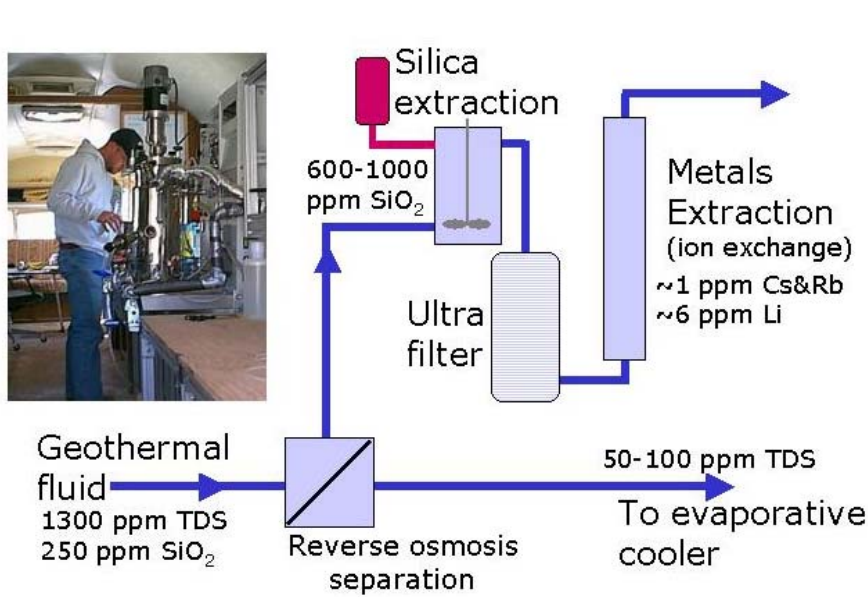 Silica
extraction
600-1000
ppm SiO₂
Metals
Extraction
(ion exchange)
~1 ppm Cs&Rb
~6 ppm Li
Ultra
filter
Geothermal
fluid
1300 ppm TDS
250 ppm SiO₂
Reverse osmosis
separation
50-100 ppm TDS
To evaporative
cooler